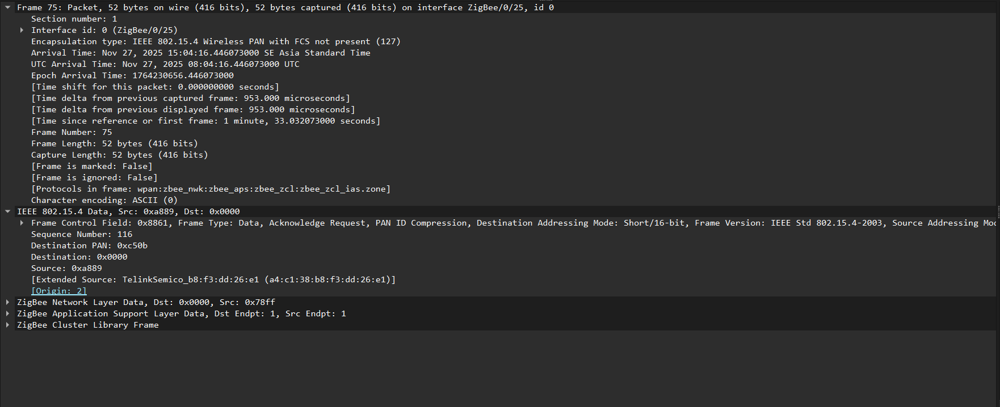 Frame 75: Packet, 52 bytes on wire (416 bits), 52 bytes captured (416 bits) on interface ZigBee/0/25, id 0
Section number: 1
Interface id: 0 (ZigBee/0/25)
Encapsulation type: IEEE 802.15.4 Wireless PAN with FCS not present (127)
Arrival Time: Nov 27, 2025 15:04:16.446073000 SE Asia Standard Time
UTC Arrival Time: Nov 27, 2025 08:04:16.446073000 UTC
Epoch Arrival Time: 1764230656.446073000
[Time shift for this packet: 0.000000000 seconds]
[Time delta from previous captured frame: 953.000 microseconds]
[Time delta from previous displayed frame: 953.000 microseconds]
[Time since reference or first frame: 1 minute, 33.032073000 seconds]
Frame Number: 75
Frame Length: 52 bytes (416 bits)
Capture Length: 52 bytes (416 bits)
[Frame is marked: False]
[Frame is ignored: False]
[Protocols in frame: wpan:zbee_nwk:zbee_aps:zbee_zcl:zbee_zcl_ias.zone]
Character encoding: ASCII (0)
IEEE 802.15.4 Data, Src: 0xa889, Dst: 0x0000
Frame Control Field: 0x8861, Frame Type: Data, Acknowledge Request, PAN ID Compression, Destination Addressing Mode: Short/16-bit, Frame Version: IEEE Std 802.15.4-2003, Source Addressing Mo
Sequence Number: 116
Destination PAN: 0xc50b
Destination: 0x0000
Source: 0xa889
[Extended Source: TelinkSemico_b8:f3:dd:26:e1 (a4:c1:38:b8:f3:dd:26:e1)]
[Origin: 2]
ZigBee Network Layer Data, Dst: 0x0000, Src: 0x78ff
ZigBee Application Support Layer Data, Dst Endpt: 1, Src Endpt: 1
ZigBee Cluster Library Frame